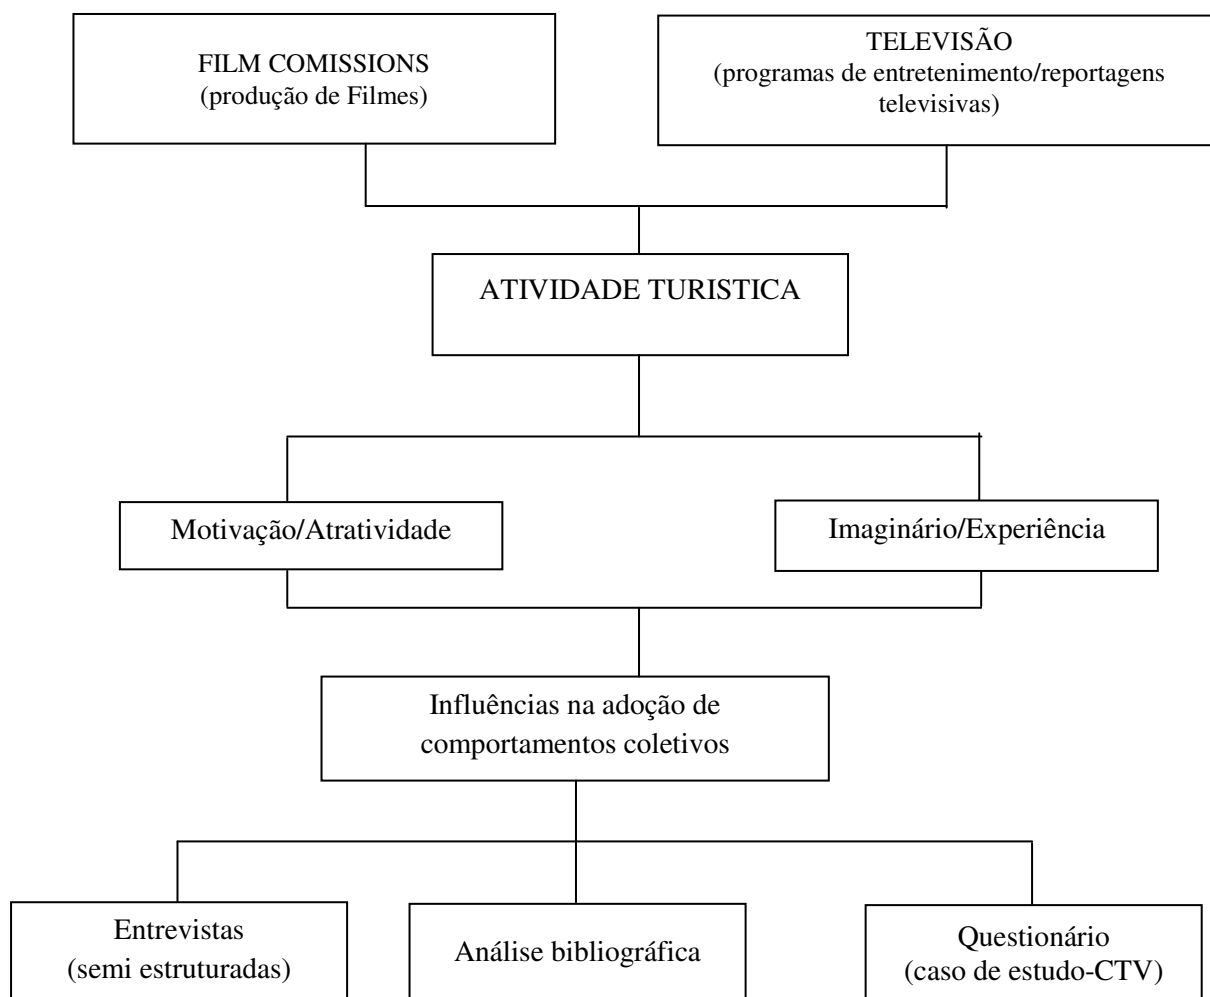 FILM COMISSIONS
(produção de Filmes)
TELEVISÃO
(programas de entretenimento/reportagens
televisivas)
ATIVIDADE TURISTICA
Motivação/Atratividade
Imaginário/Experiência
Influências na adoção de
comportamentos coletivos
Entrevistas
(semi estruturadas)
Análise bibliográfica
Questionário
(caso de estudo-CTV)